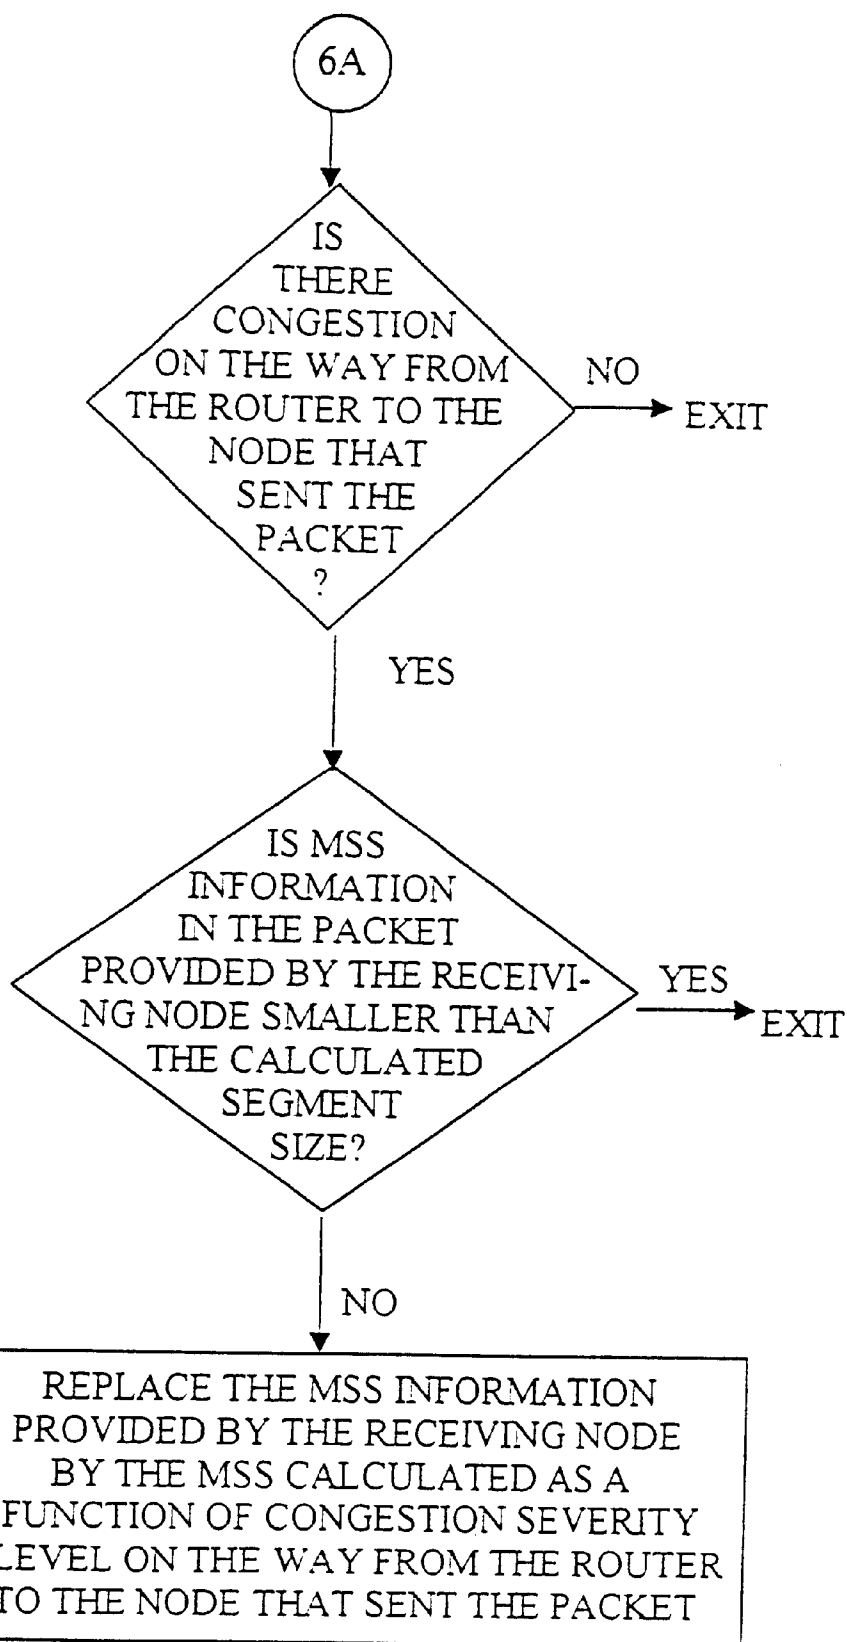 6A
IS
THERE
CONGESTION
ON THE WAY FROM
THE ROUTER TO THE
NODE THAT
SENT THE
PACKET
?
NO
EXIT
YES
IS MSS
INFORMATION
IN THE PACKET
PROVIDED BY THE RECEIVI-
NG NODE SMALLER THAN
THE CALCULATED
SEGMENT
SIZE?
YES
EXIT
NO
REPLACE THE MSS INFORMATION
PROVIDED BY THE RECEIVING NODE
BY THE MSS CALCULATED AS A
FUNCTION OF CONGESTION SEVERITY
LEVEL ON THE WAY FROM THE ROUTER
TO THE NODE THAT SENT THE PACKET